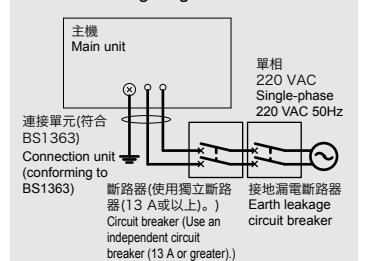 主機
Main unit
單相
220 VAC
Single-phase
220 VAC 50Hz
連接單元(符合
BS1363)
Connection unit
(conforming to
BS1363)
斷路器(使用獨立斷路
器(13 A或以上)。)
Circuit breaker (Use an
independent circuit
breaker (13 A or greater).)
接地漏電斷路器
Earth leakage
circuit breaker